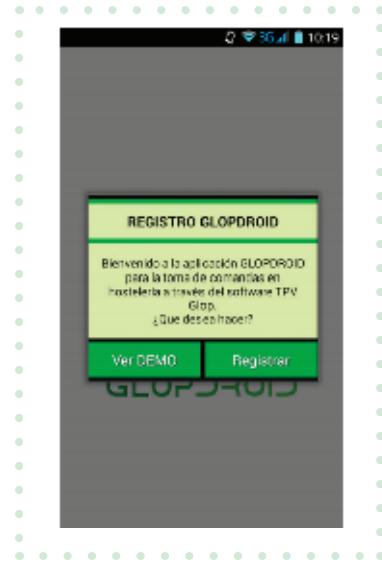 3G 10:19
REGISTRO GLOPDROID
Bienvenido a la aplicación GLOPDROID
para la toma de comandas en
hostelería a través del software TPV
Glop.
¿Que desea hacer?
Ver DEMO Registrar
GLOPDROID